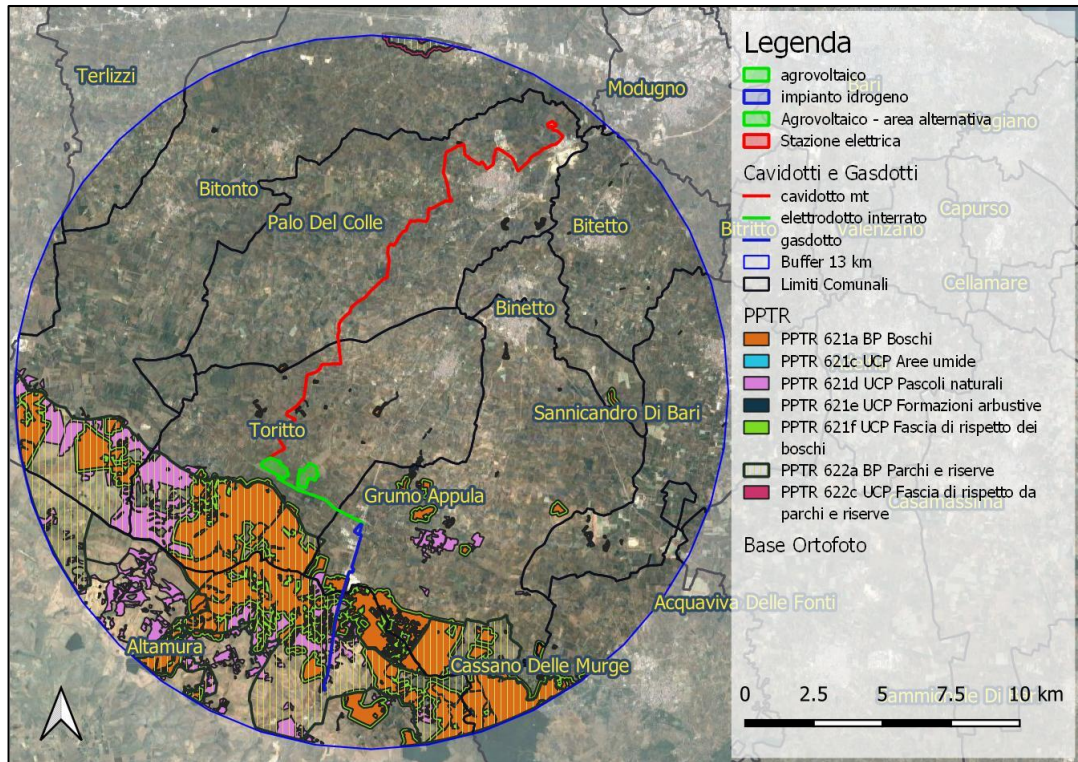 Terlizzi
Modugno
Bitonto
Palo Del Colle
Bitetto
Binetto
Sannicandro Di Bari
Toritto
Grumo Appula
Acquaviva Delle Fonti
Altamura
Cassano Delle Murge
Legenda
agrovoltaico
Bari
impianto idrogeno
Agrovoltaico - area alternativa
Stazione elettrica
Cavidotti e Gasdotti
cavidotto mt
Capurso
elettrodotto interrato
Bitritto
Valenzano
gasdotto
Buffer 13 km
Cellamare
Limiti Comunali
PPTR
PPTR 621a BP Boschi
PPTR 621c UCP Aree umide
PPTR 621d UCP Pascoli naturali
PPTR 621e UCP Formazioni arbustive
PPTR 621f UCP Fascia di rispetto dei
boschi
PPTR 622a BP Parchi e riserve
PPTR 622c UCP Fascia di rispetto da
parchi e riserve
Casamassima
Base Ortofoto
Sammichele Di Bari
0 2.5 5 7.5 10 km